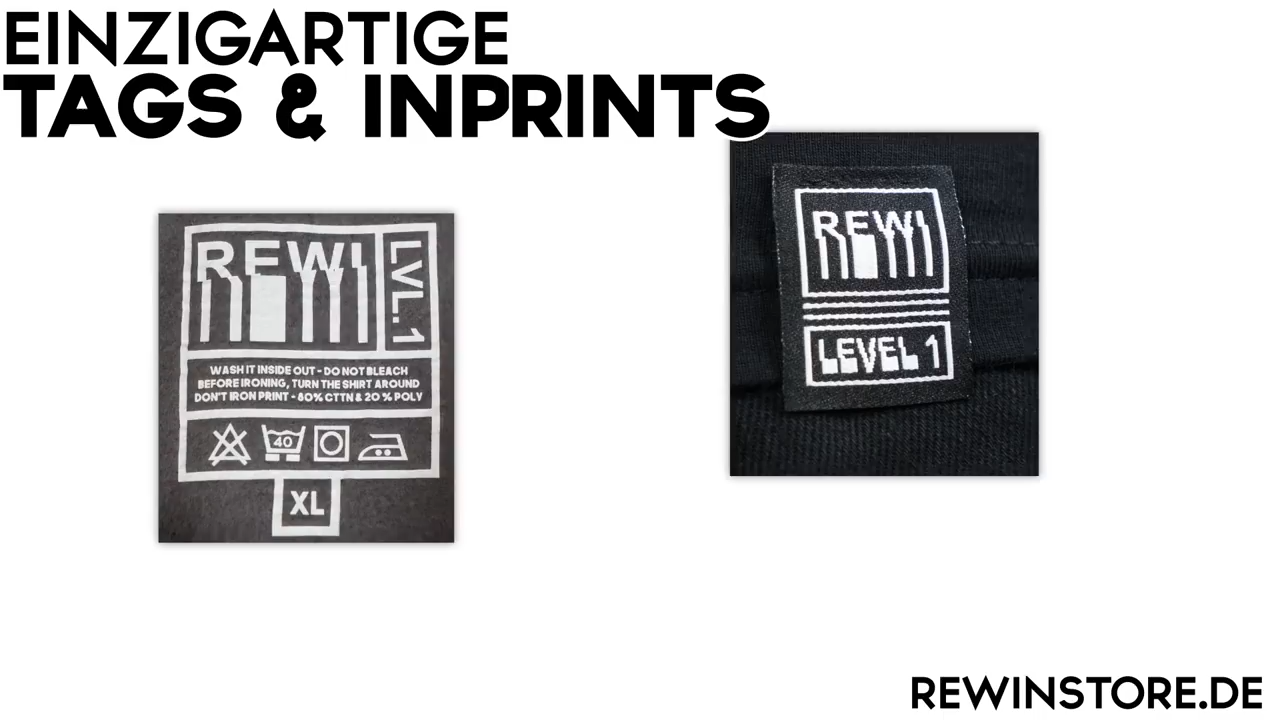 EINZIGARTIGE
TAGS & INPRINTS
REWI
LVL.1
WASH IT INSIDE OUT - DO NOT BLEACH
BEFORE IRONING, TURN THE SHIRT AROUND
DON'T IRON PRINT - 80% CTTN & 20 % POLY
40
XL
REWI
LEVEL 1
REWINSTORE.DE